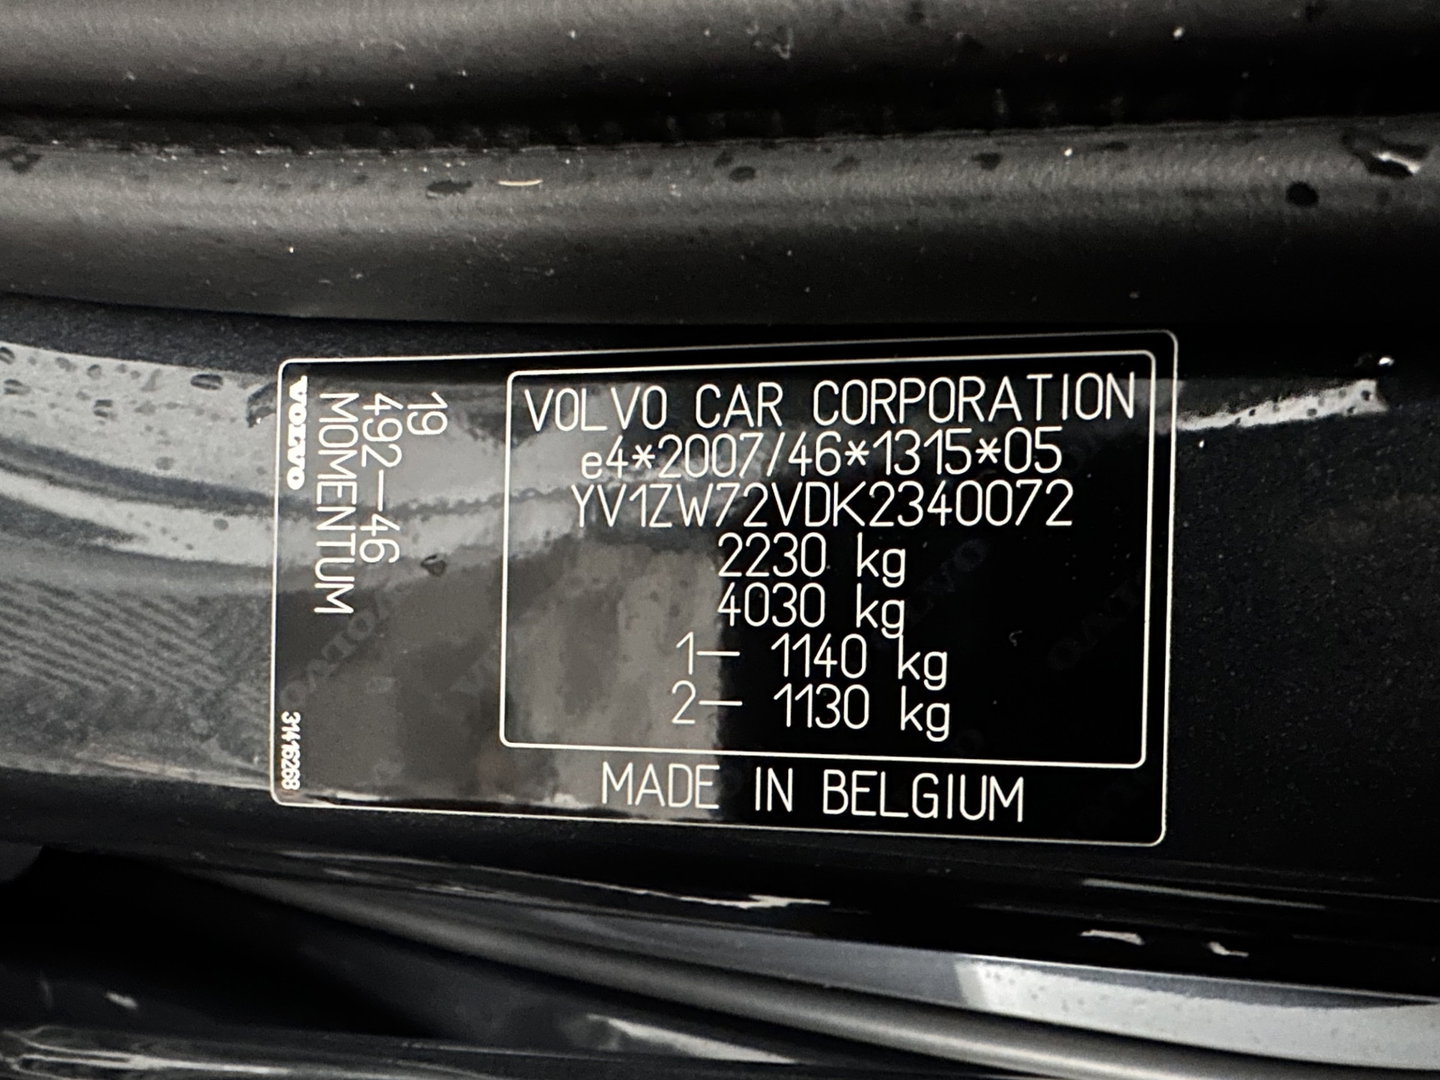 VOLVO
MOMENTUM
492-46
19
31416268
VOLVO CAR CORPORATION
e4*2007/46*1315*05
YV1ZW72VDK2340072
2230 kg
4030 kg
1- 1140 kg
2- 1130 kg
MADE IN BELGIUM